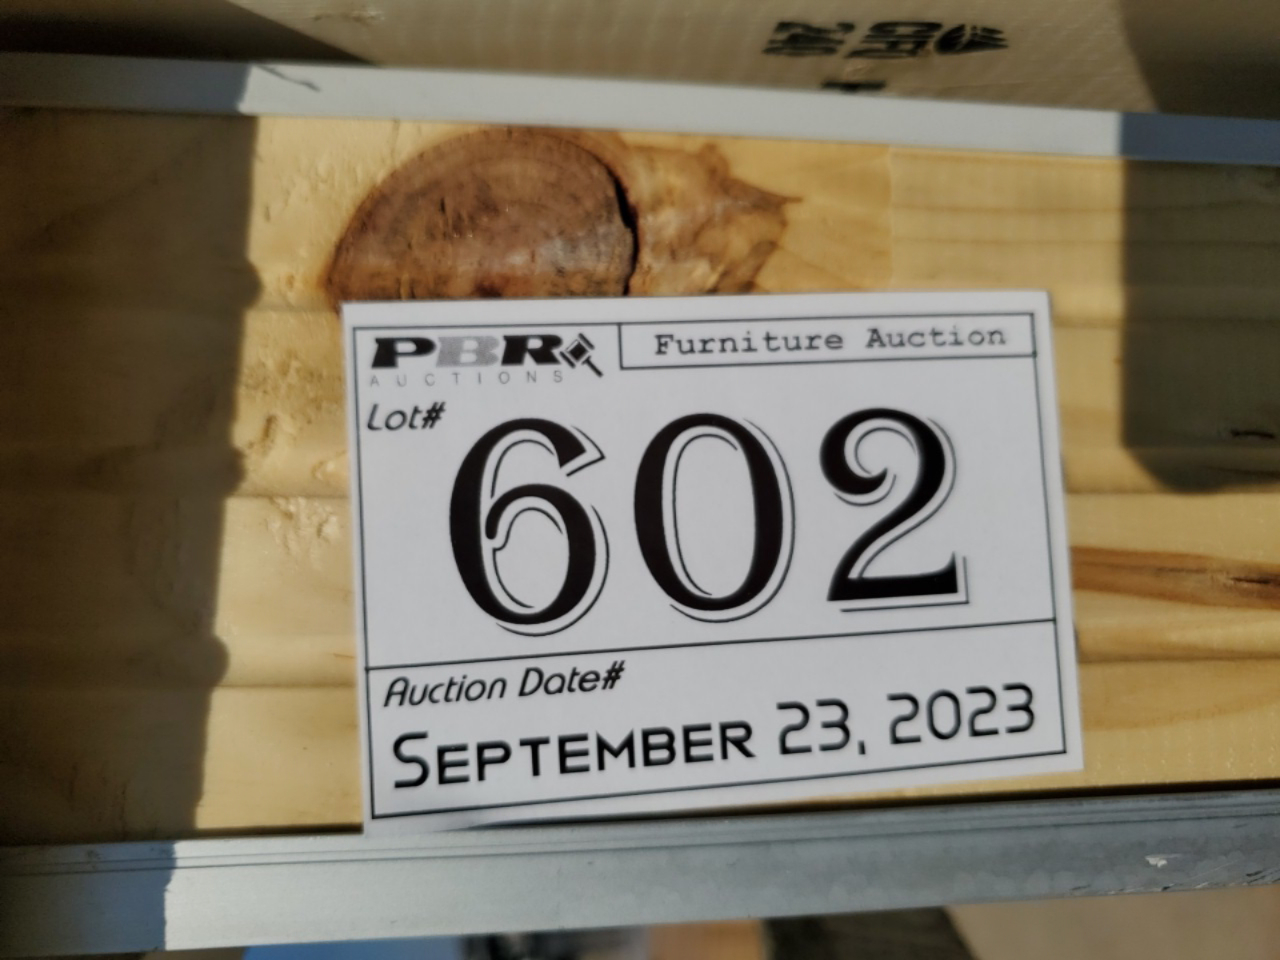 PBR
AUCTIONS
Furniture Auction
Lot#
602
Auction Date#
SEPTEMBER 23, 2023